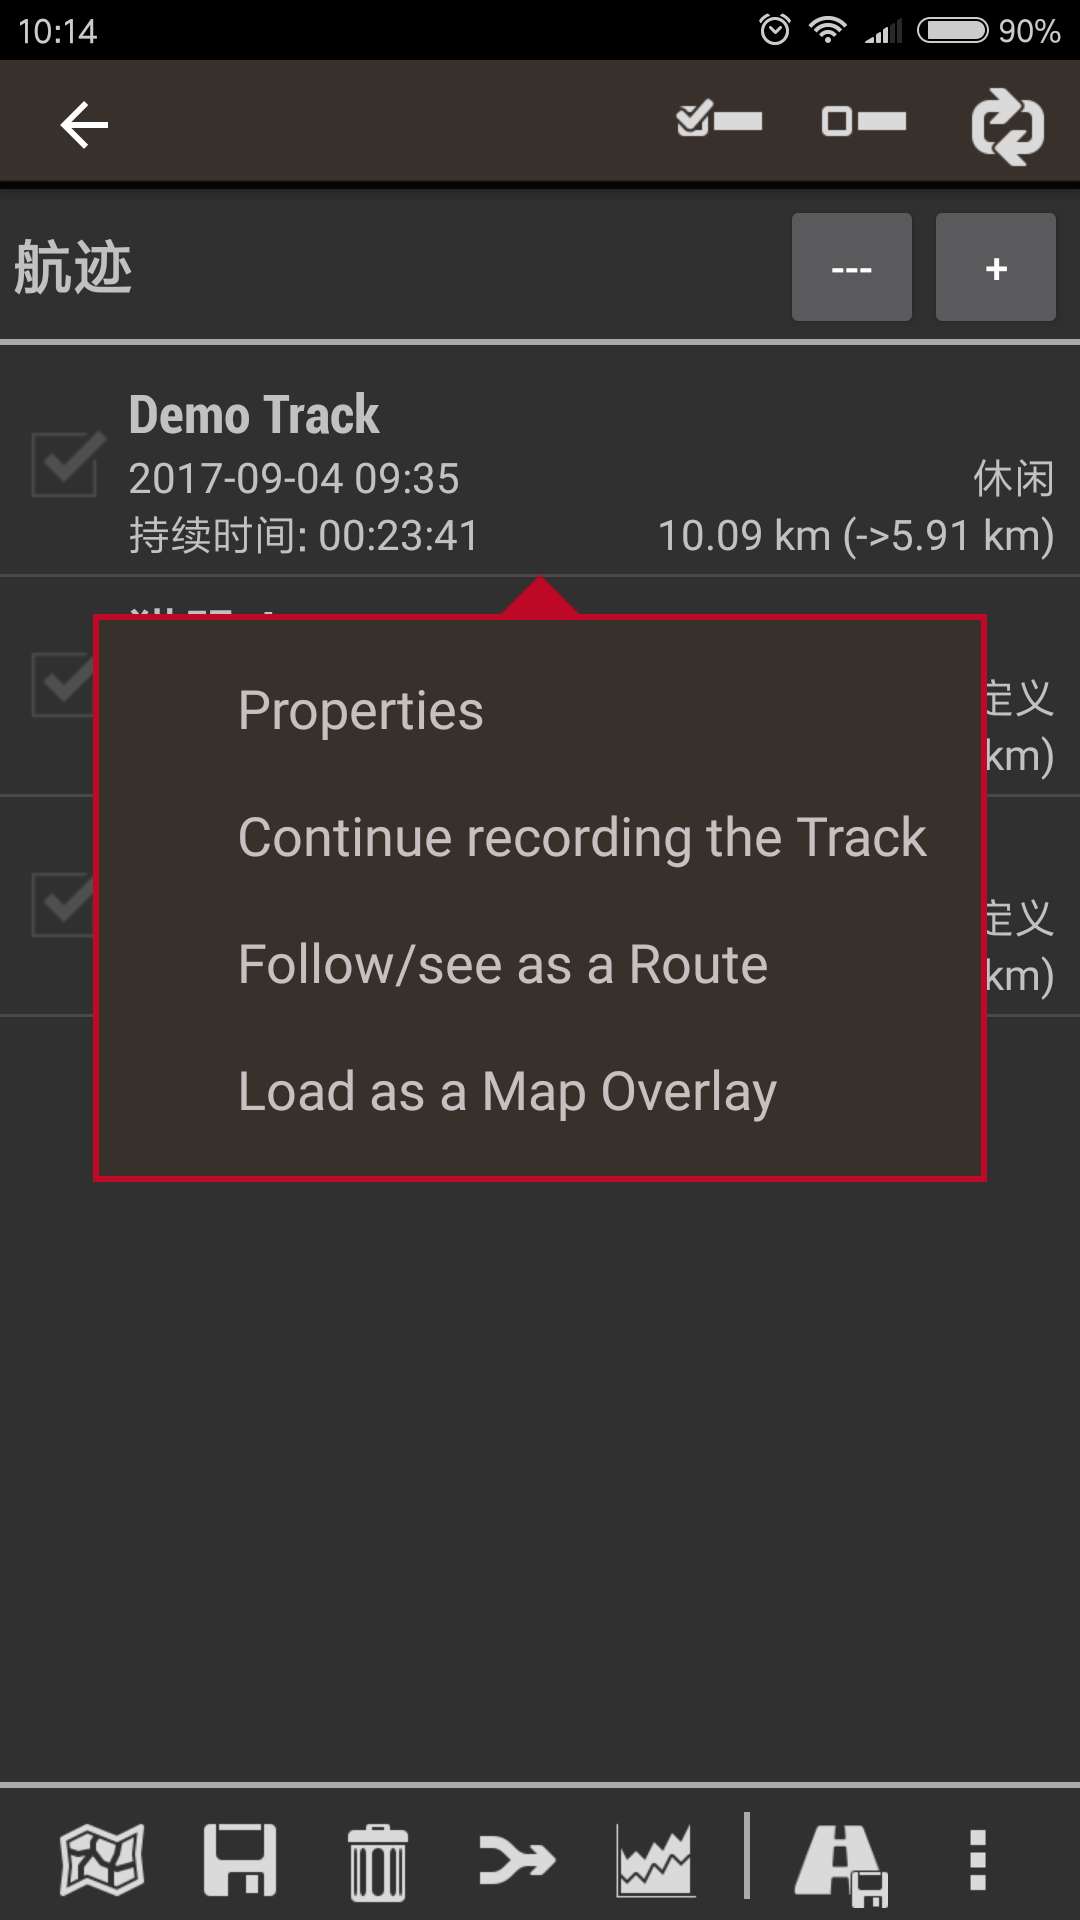 10:14
90%
航迹
---
+
Demo Track
2017-09-04 09:35
休闲
持续时间: 00:23:41
10.09 km (->5.91 km)
定义
km)
定义
km)
Properties
Continue recording the Track
Follow/see as a Route
Load as a Map Overlay